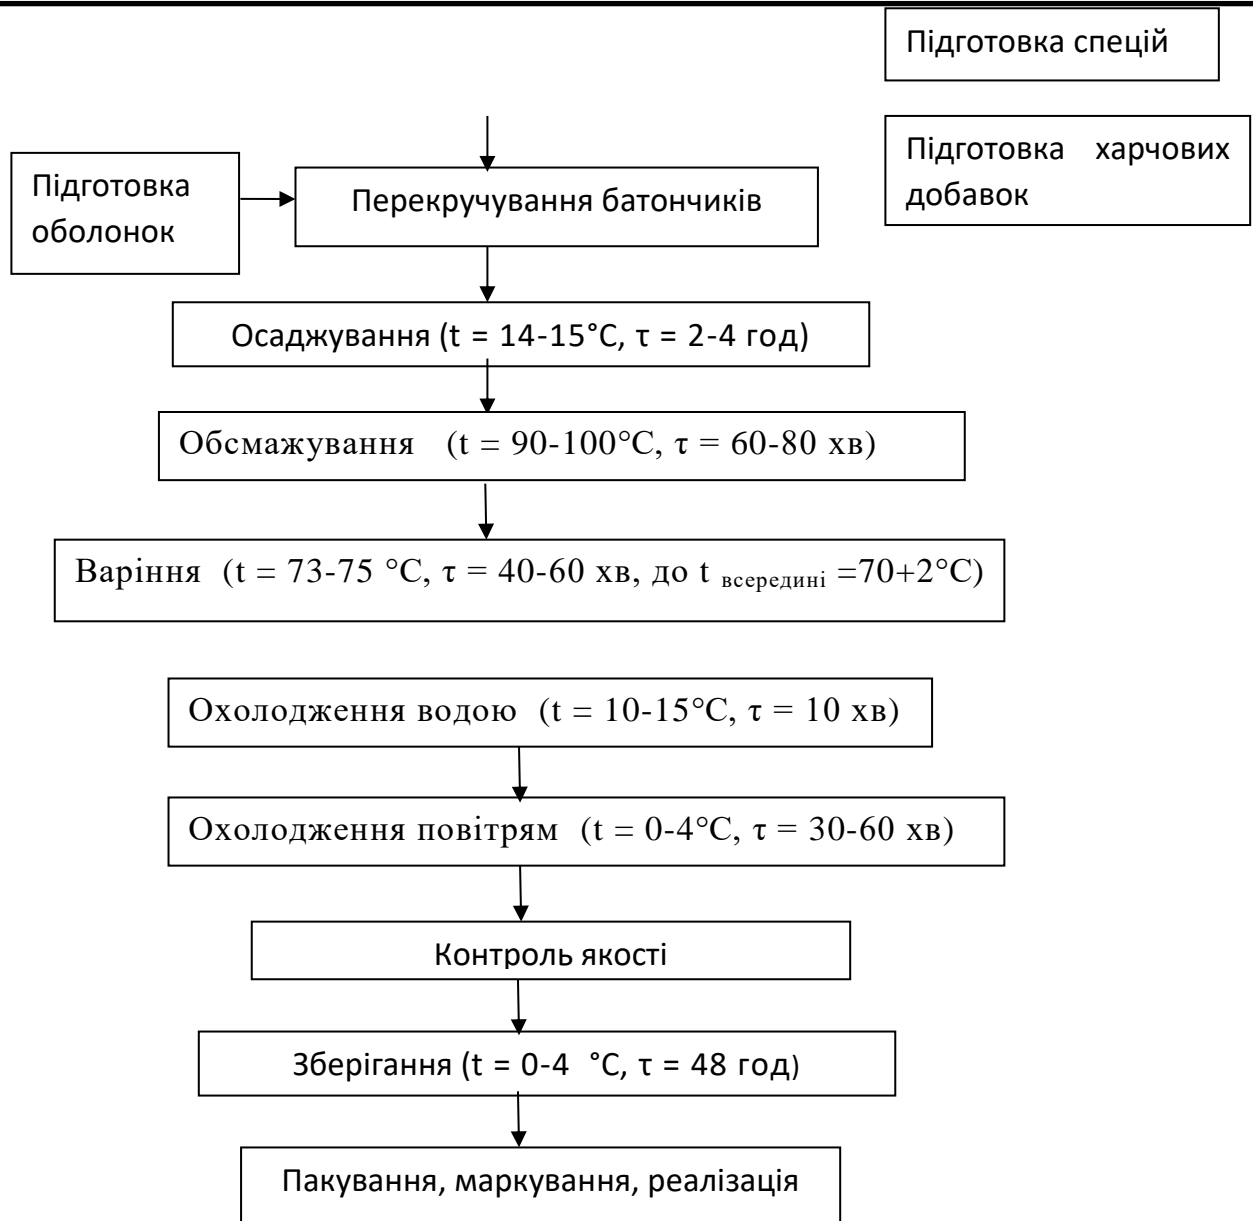 Підготовка спецій
Підготовка харчових
добавок
Підготовка
оболонок
Перекручування батончиків
Осаджування (t = 14-15°С, τ = 2-4 год)
Обсмажування (t = 90-100°С, τ = 60-80 хв)
Варіння (t = 73-75 °С, τ = 40-60 хв, до t всередині =70+2°С)
Охолодження водою (t = 10-15°С, τ = 10 хв)
Охолодження повітрям (t = 0-4°С, τ = 30-60 хв)
Контроль якості
Зберігання (t = 0-4 °С, τ = 48 год)
Пакування, маркування, реалізація